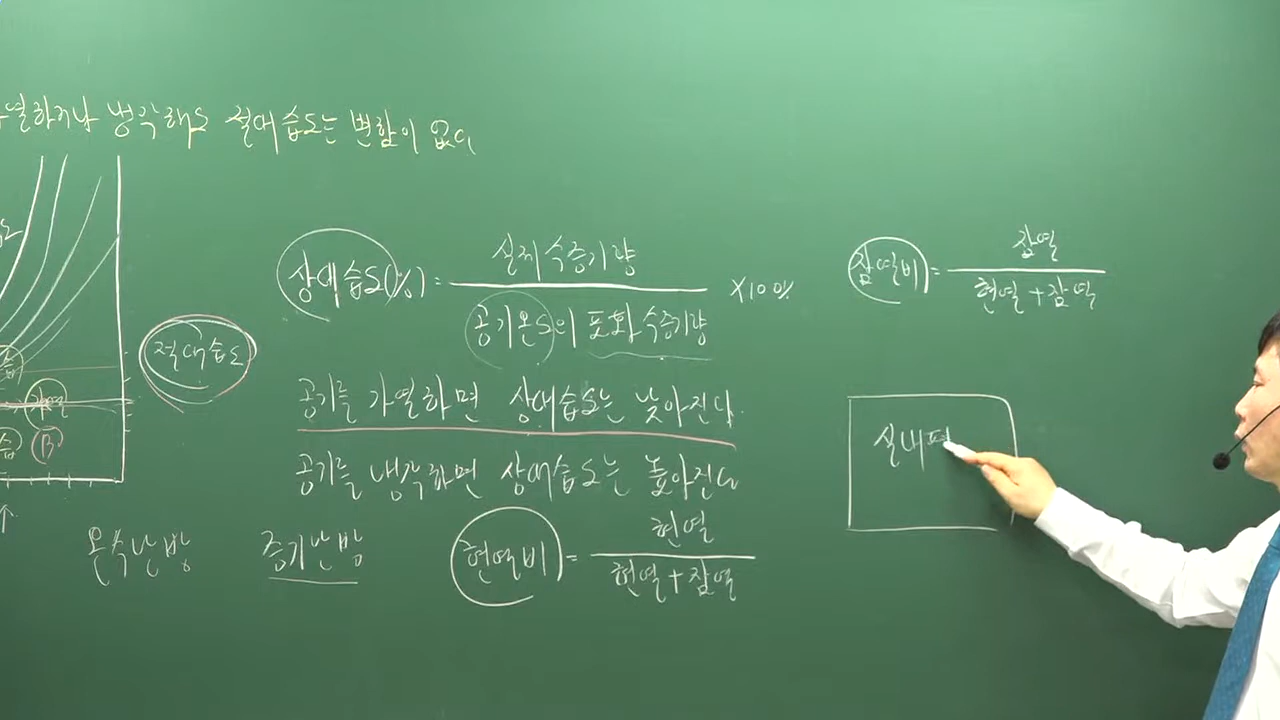 열하거나 냉각해도 절대습도는 변함이 없다
상대습도(%) = 실제 수증기량 / 공기온도의 포화수증기량 X100%
잠열비 = 잠열 / 현열+잠열
절대습도
공기를 가열하면 상대습도는 낮아진다.
공기를 냉각하면 상대습도는 높아진다
실내
B
온수난방
증기난방
현열비 = 현열 / 현열+잠열